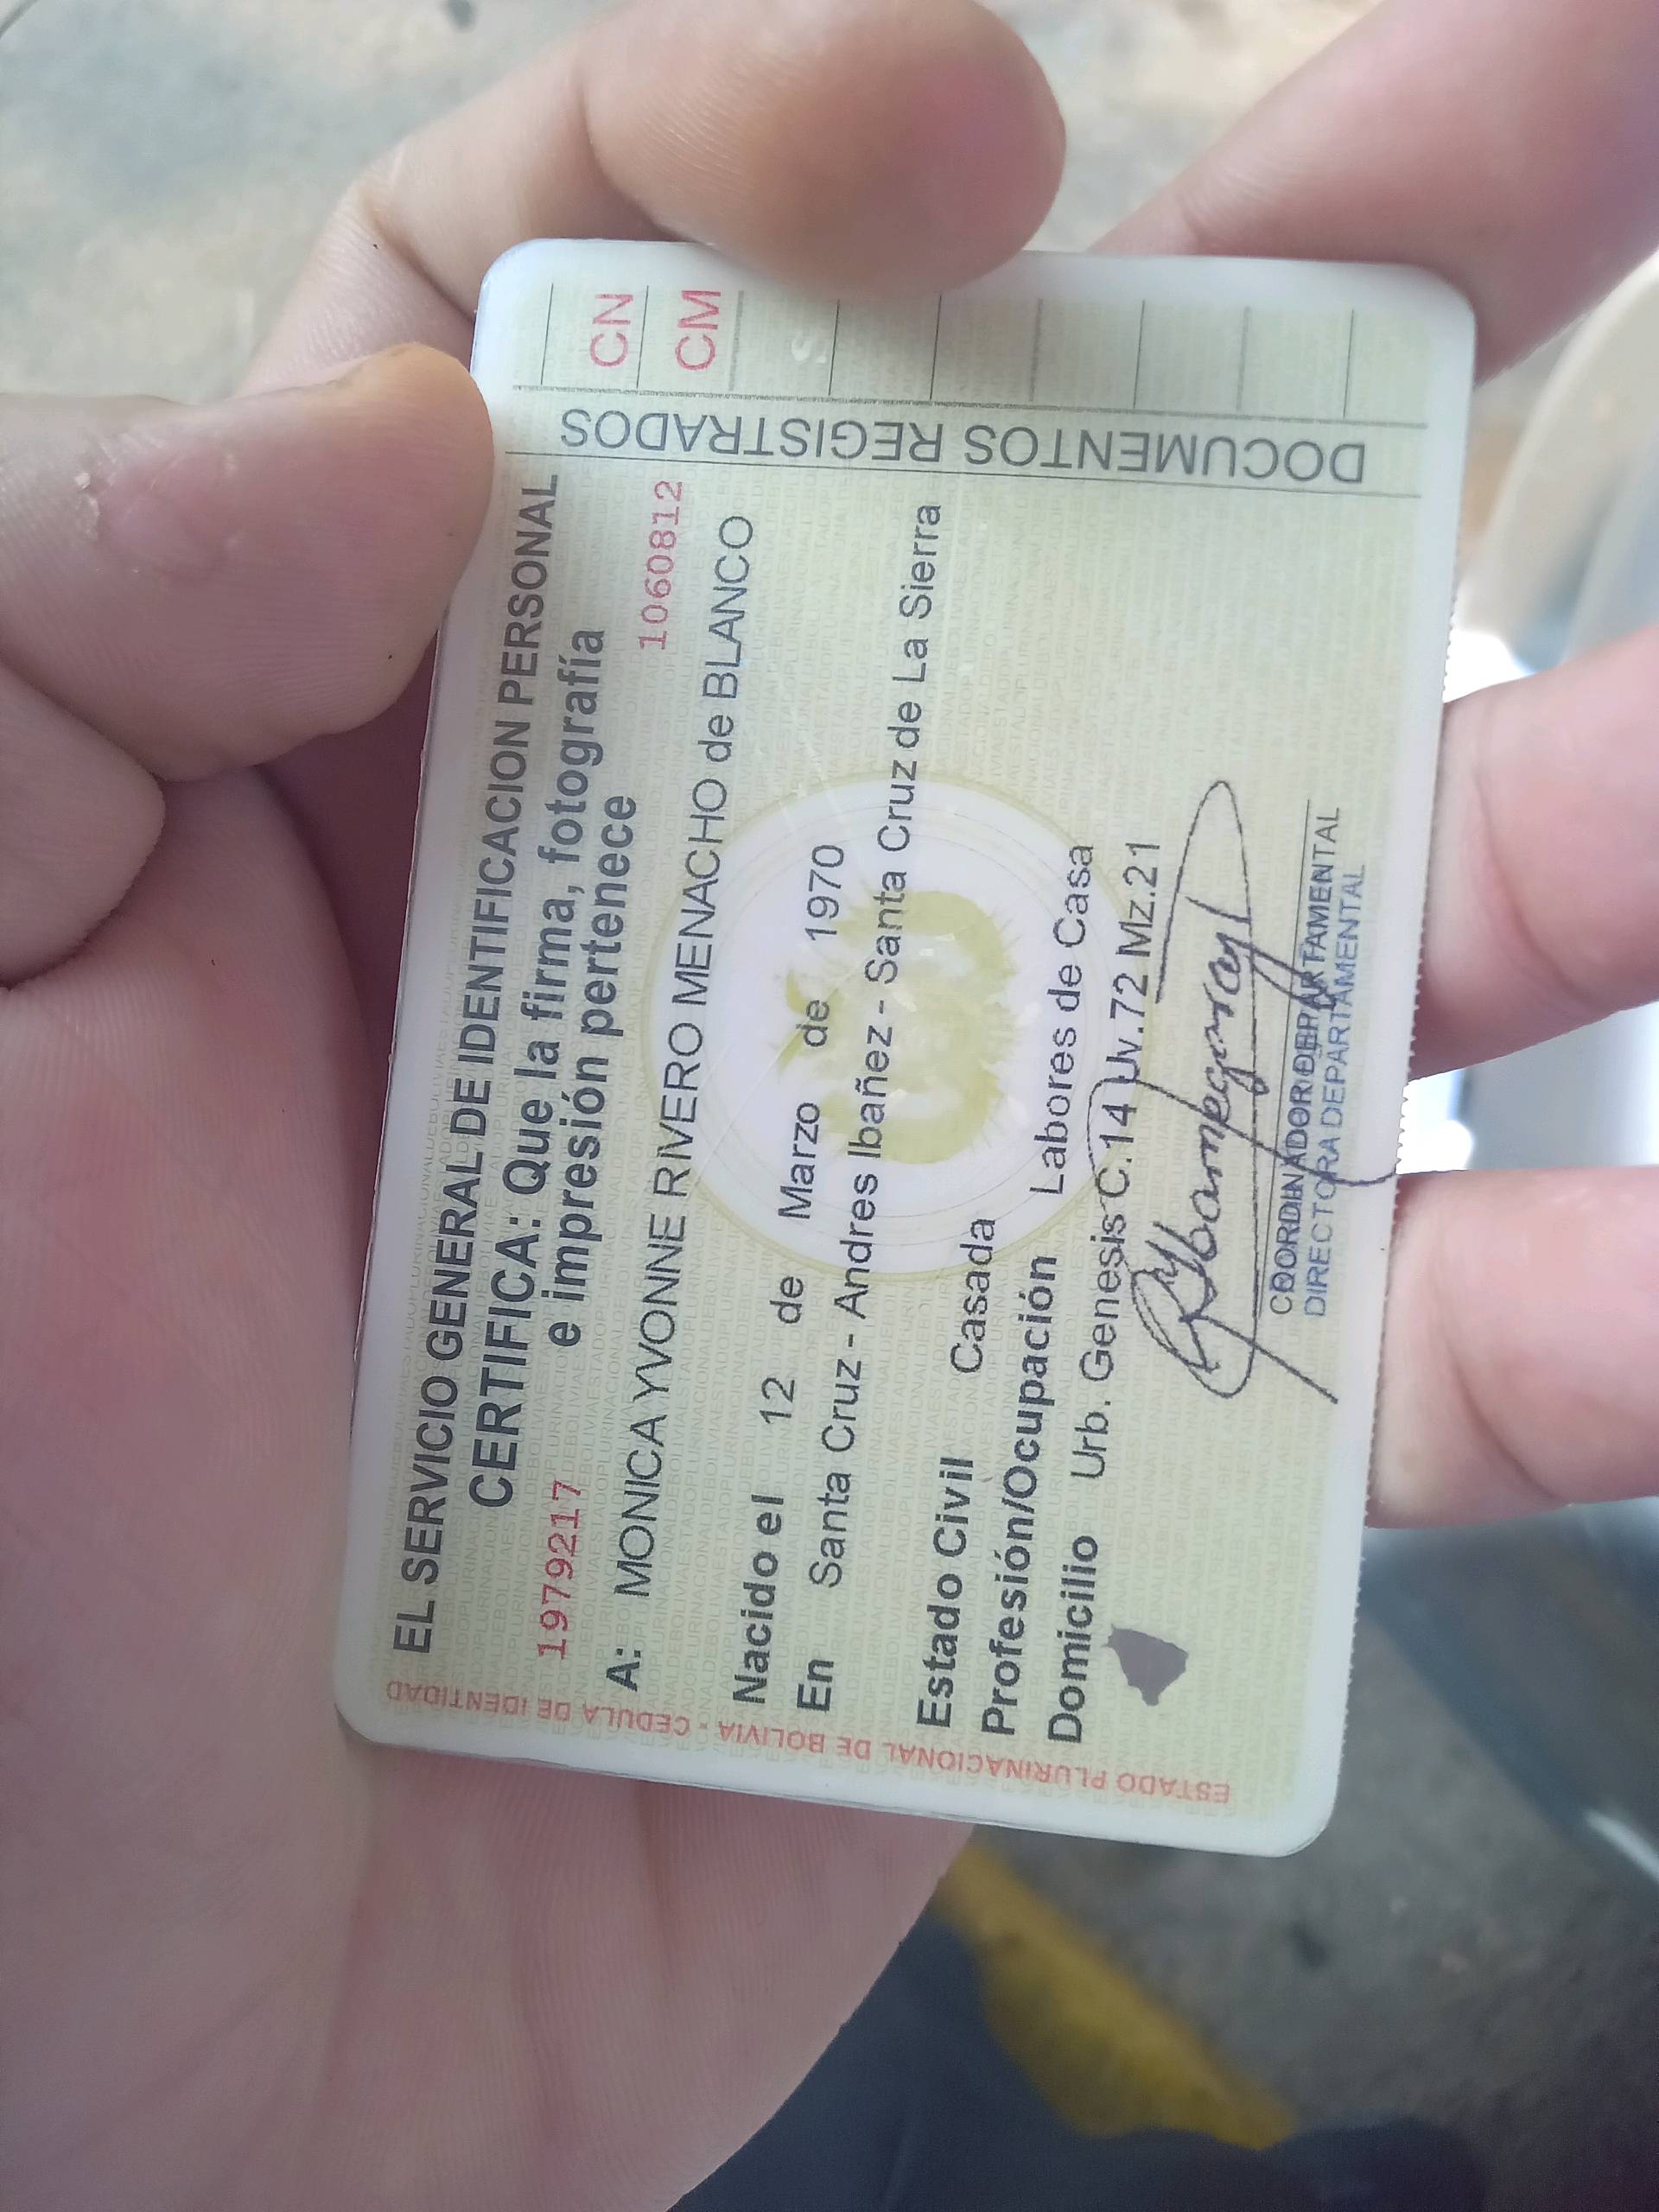 EL SERVICIO GENERAL DE IDENTIFICACION PERSONAL
CERTIFICA: Que la firma, fotografía
1979217 e impresión pertenece
1060812
A: MONICA YVONNE RIVERO MENACHO de BLANCO
Nacido el 12 de Marzo de 1970
En Santa Cruz - Andres Ibañez - Santa Cruz de La Sierra
Estado Civil Casada
Profesión/Ocupación Labores de Casa
Domicilio Urb. Genesis C.14 Uv.72 Mz.21
COORDINADOR DEPARTAMENTAL
DIRECTORA DEPARTAMENTAL
ESTADO PLURINACIONAL DE BOLIVIA - CEDULA DE IDENTIDAD
DOCUMENTOS REGISTRADOS
CN
CM